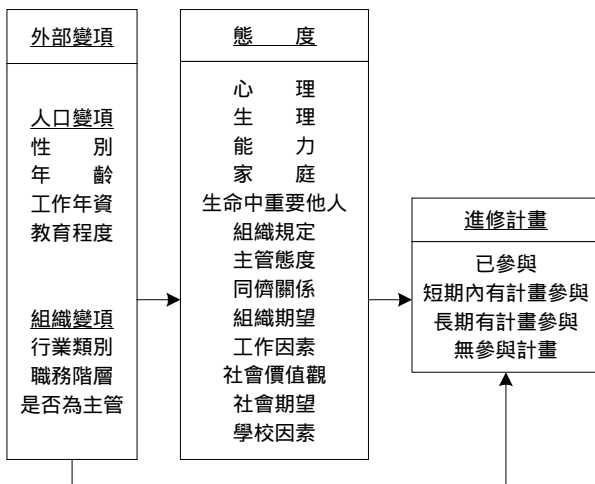 外部變項
人口變項
性別
年齡
工作年資
教育程度
組織變項
行業類別
職務階層
是否為主管
態度
心理
生理
能力
家庭
生命中重要他人
組織規定
主管態度
同儕關係
組織期望
工作因素
社會價值觀
社會期望
學校因素
進修計畫
已參與
短期內有計畫參與
長期有計畫參與
無參與計畫